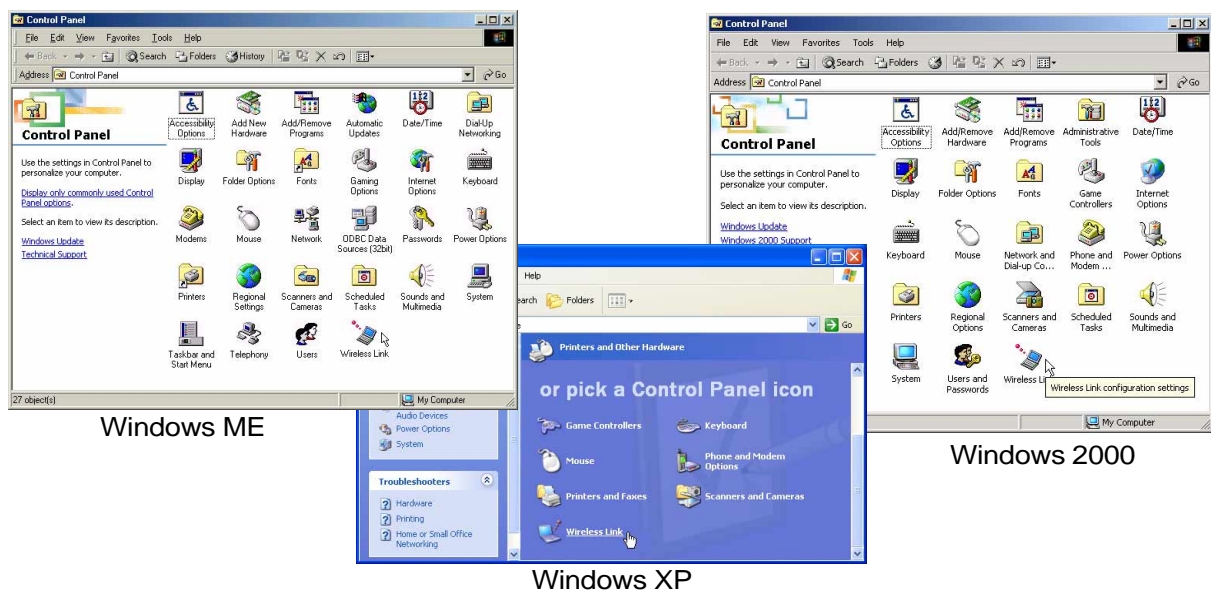 Control Panel
File Edit View Favorites Tools Help
Back Search Folders History
Address Control Panel Go
Control Panel
Use the settings in Control Panel to
personalize your computer.
Display only commonly used Control
Panel options.
Select an item to view its description.
Windows Update
Technical Support
Accessibility
Options
Add New
Hardware
Add/Remove
Programs
Automatic
Updates
Date/Time
Dial-Up
Networking
Display
Folder Options
Fonts
Gaming
Options
Internet
Options
Keyboard
Modems
Mouse
Network
ODBC Data
Sources (32bit)
Passwords
Power Options
Printers
Regional
Settings
Scanners and
Cameras
Scheduled
Tasks
Sounds and
Multimedia
System
Taskbar and
Start Menu
Telephony
Users
Wireless Link
27 object(s)
My Computer
Windows ME
Help
Folders
Go
Printers and Other Hardware
or pick a Control Panel icon
Game Controllers
Keyboard
Mouse
Phone and Modem
Options
Printers and Faxes
Scanners and Cameras
Wireless Link
Audio Devices
Power Options
System
Troubleshooters
Hardware
Printing
Home or Small Office
Networking
Windows XP
Control Panel
File Edit View Favorites Tools Help
Back Search Folders
Address Control Panel Go
Control Panel
Use the settings in Control Panel to
personalize your computer.
Select an item to view its description.
Windows Update
Windows 2000 Support
Accessibility
Options
Add/Remove
Hardware
Add/Remove
Programs
Administrative
Tools
Date/Time
Display
Folder Options
Fonts
Game
Controllers
Internet
Options
Keyboard
Mouse
Network and
Dial-up Co...
Phone and
Modem ...
Power Options
Printers
Regional
Options
Scanners and
Cameras
Scheduled
Tasks
Sounds and
Multimedia
System
Users and
Passwords
Wireless Li
Wireless Link configuration settings
My Computer
Windows 2000